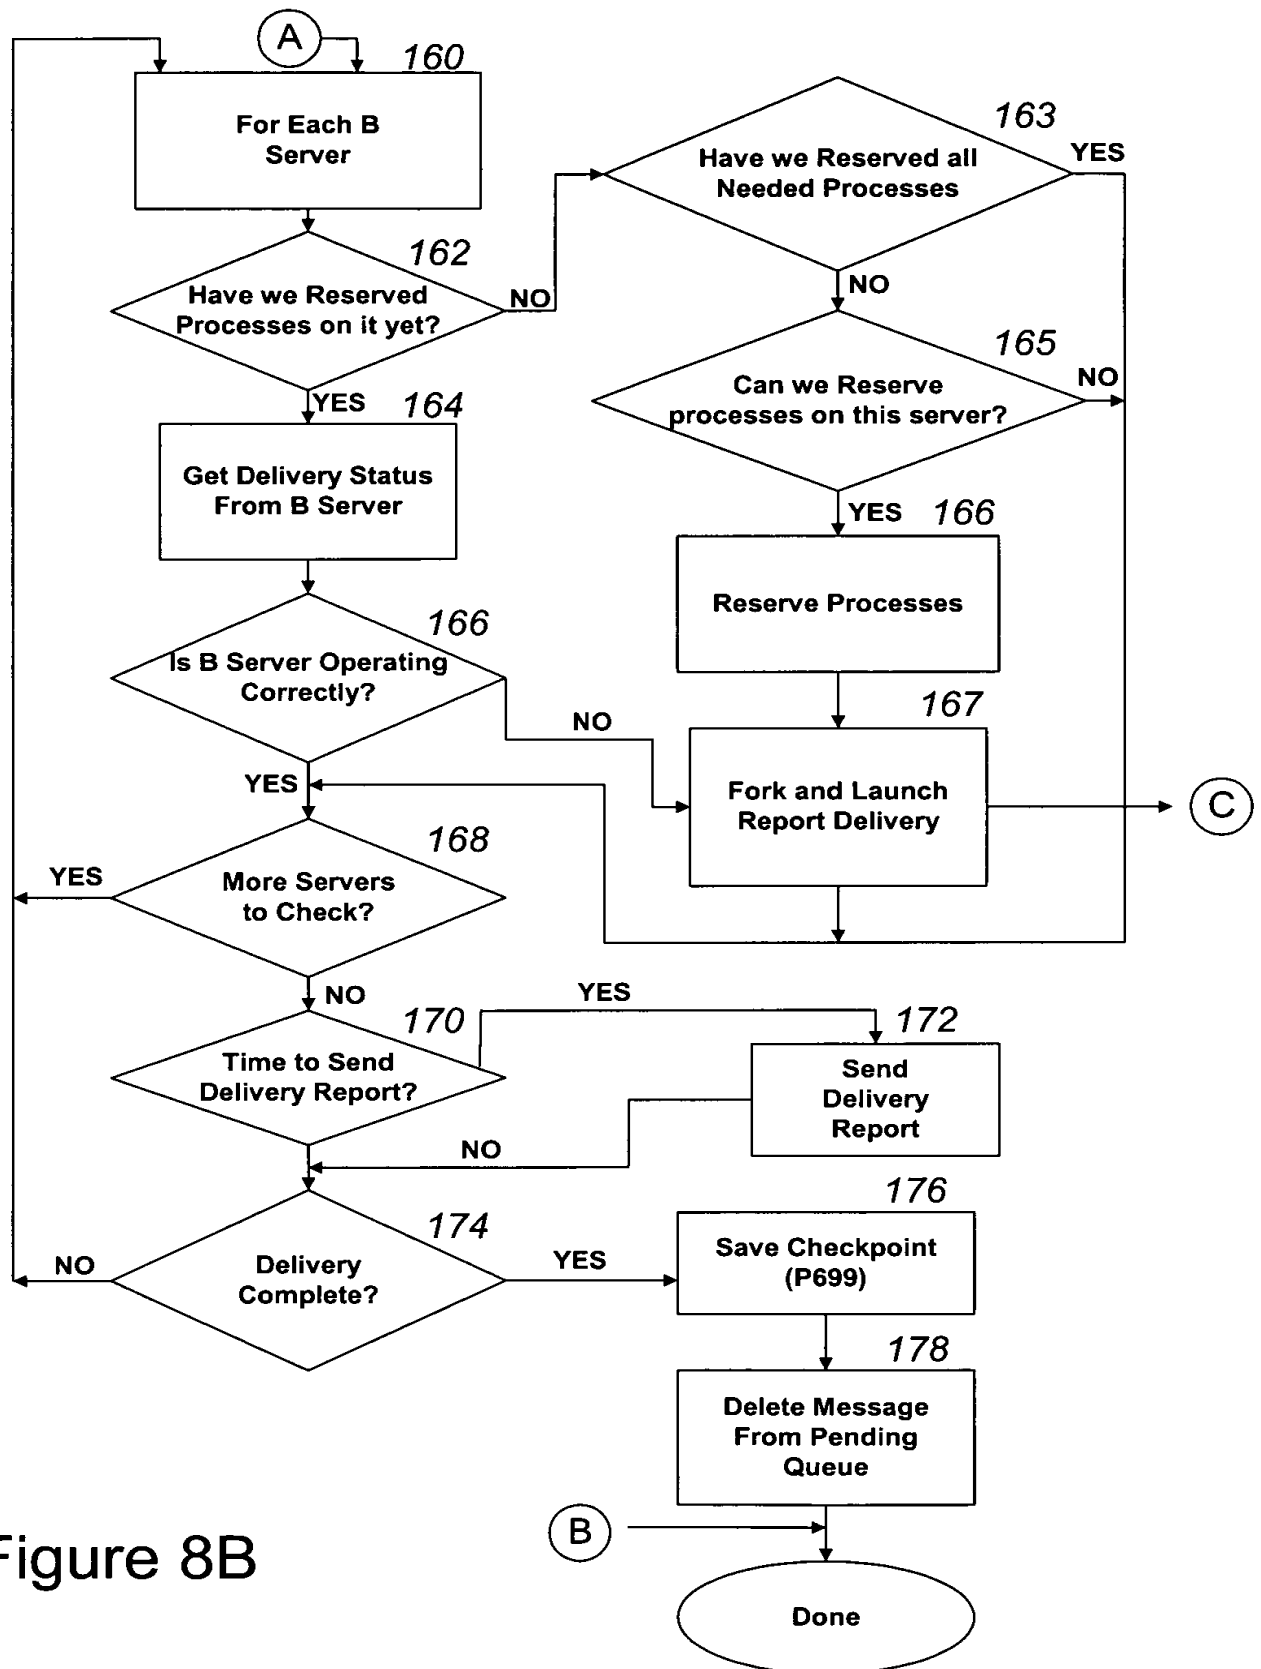 A
160
For Each B
Server
163
Have we Reserved all
Needed Processes
YES
162
Have we Reserved
Processes on it yet?
NO
NO
165
Can we Reserve
processes on this server?
NO
YES
164
Get Delivery Status
From B Server
YES
166
Reserve Processes
166
Is B Server Operating
Correctly?
NO
167
Fork and Launch
Report Delivery
C
YES
168
More Servers
to Check?
YES
NO
170
Time to Send
Delivery Report?
YES
172
Send
Delivery
Report
NO
174
Delivery
Complete?
NO
YES
176
Save Checkpoint
(P699)
178
Delete Message
From Pending
Queue
B
Done
Figure 8B